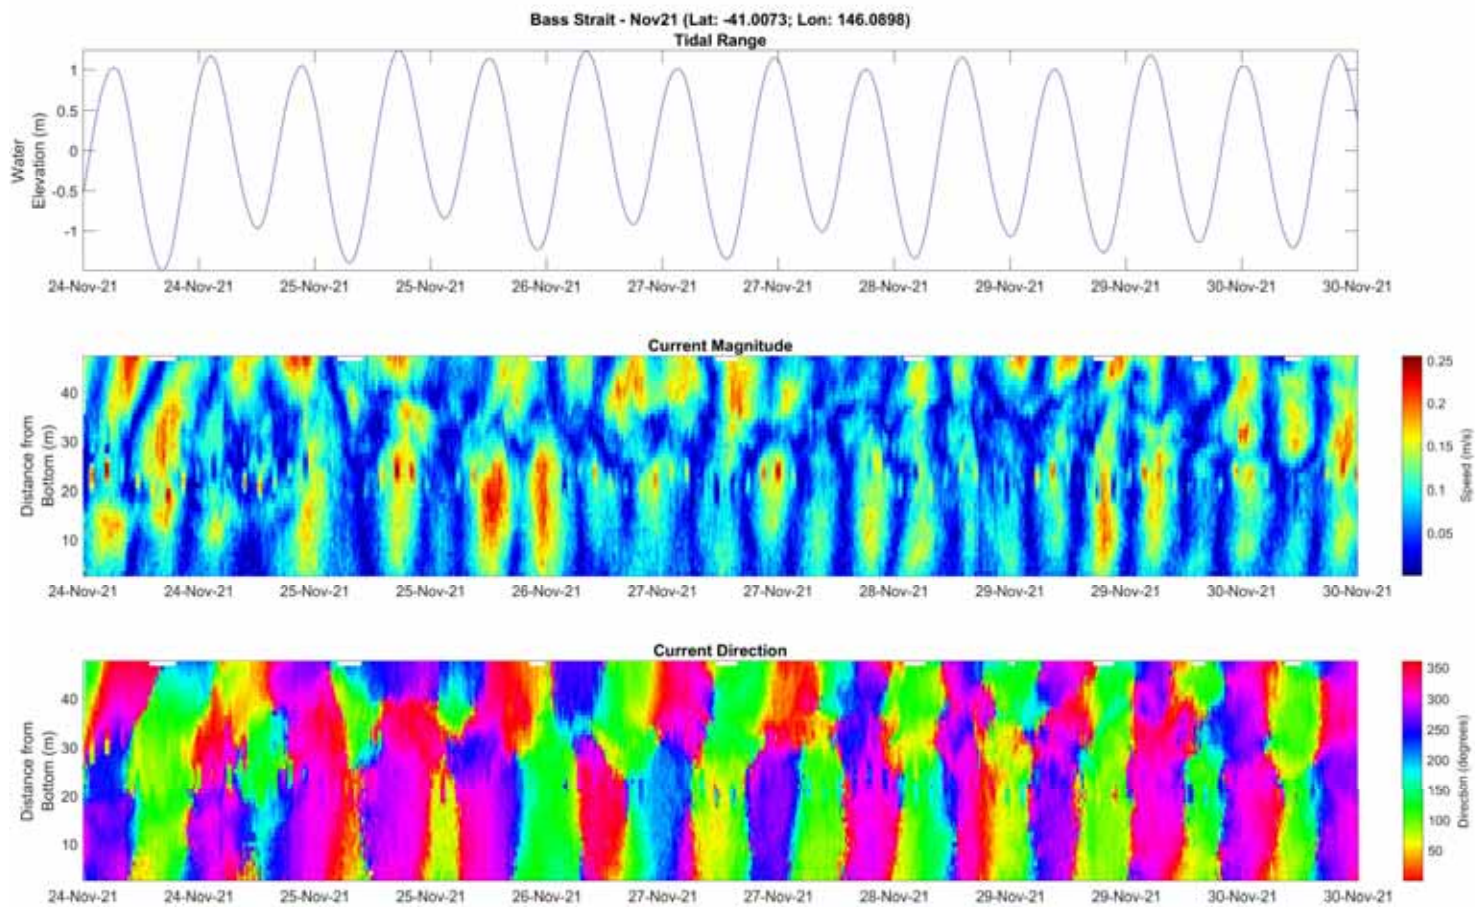 Bass Strait - Nov21 (Lat: -41.0073; Lon: 146.0898)
Tidal Range
Water
Elevation (m)
1
0.5
0
-0.5
-1
24-Nov-21 24-Nov-21 25-Nov-21 25-Nov-21 26-Nov-21 27-Nov-21 27-Nov-21 28-Nov-21 29-Nov-21 29-Nov-21 30-Nov-21 30-Nov-21
Current Magnitude
Distance from
Bottom (m)
40
30
20
10
24-Nov-21 24-Nov-21 25-Nov-21 25-Nov-21 26-Nov-21 27-Nov-21 27-Nov-21 28-Nov-21 29-Nov-21 29-Nov-21 30-Nov-21 30-Nov-21
0.25
0.2
0.15
0.1
0.05
Speed (m/s)
Current Direction
Distance from
Bottom (m)
40
30
20
10
24-Nov-21 24-Nov-21 25-Nov-21 25-Nov-21 26-Nov-21 27-Nov-21 27-Nov-21 28-Nov-21 29-Nov-21 29-Nov-21 30-Nov-21 30-Nov-21
350
300
250
200
150
100
50
Direction (degrees)